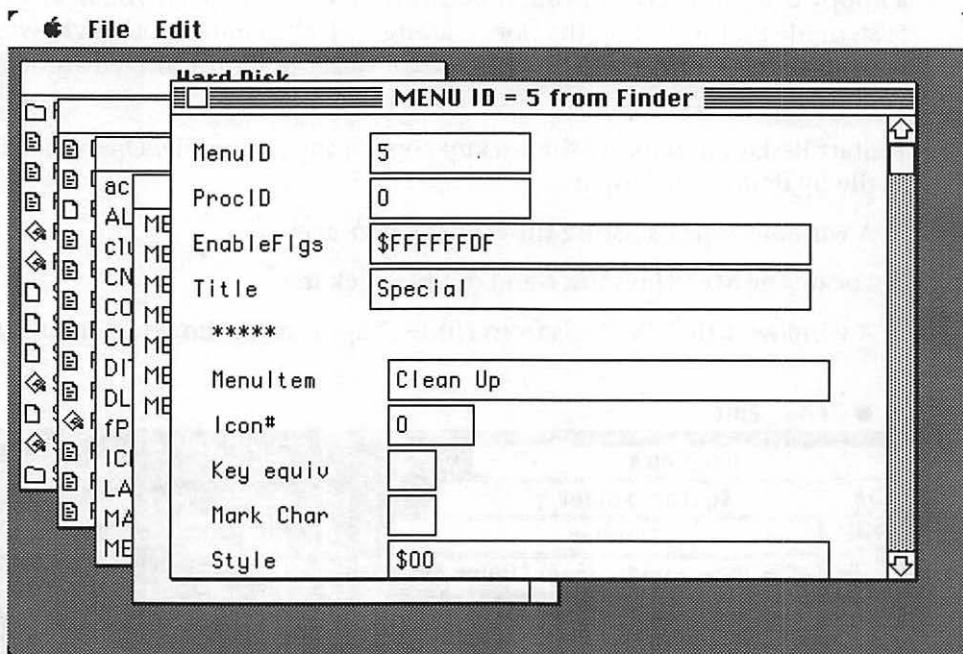 File Edit
Hard Disk
MENU ID = 5 from Finder
MenuID 5
ProcID 0
EnableFlgs $FFFFFFDF
Title Special
*****
MenuItem Clean Up
Icon# 0
Key equiv
Mark Char
Style $00
ac
AL
Clu
CN
CO
CU
DI
DL
fP
ICI
LA
MA
ME
ME
ME
ME
ME
ME
ME
ME